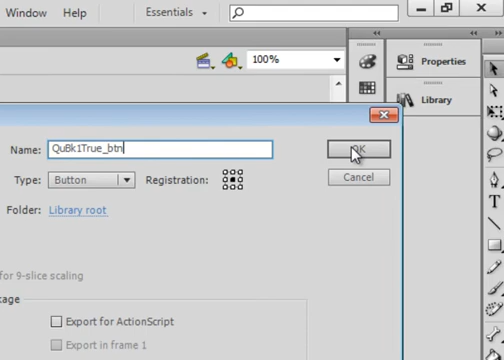 Window Help Essentials
100%
Properties
Library
Name: QuBk1True_btn OK
Type: Button Registration: Cancel
Folder: Library root
for 9-slice scaling
kage
Export for ActionScript
Export in frame 1